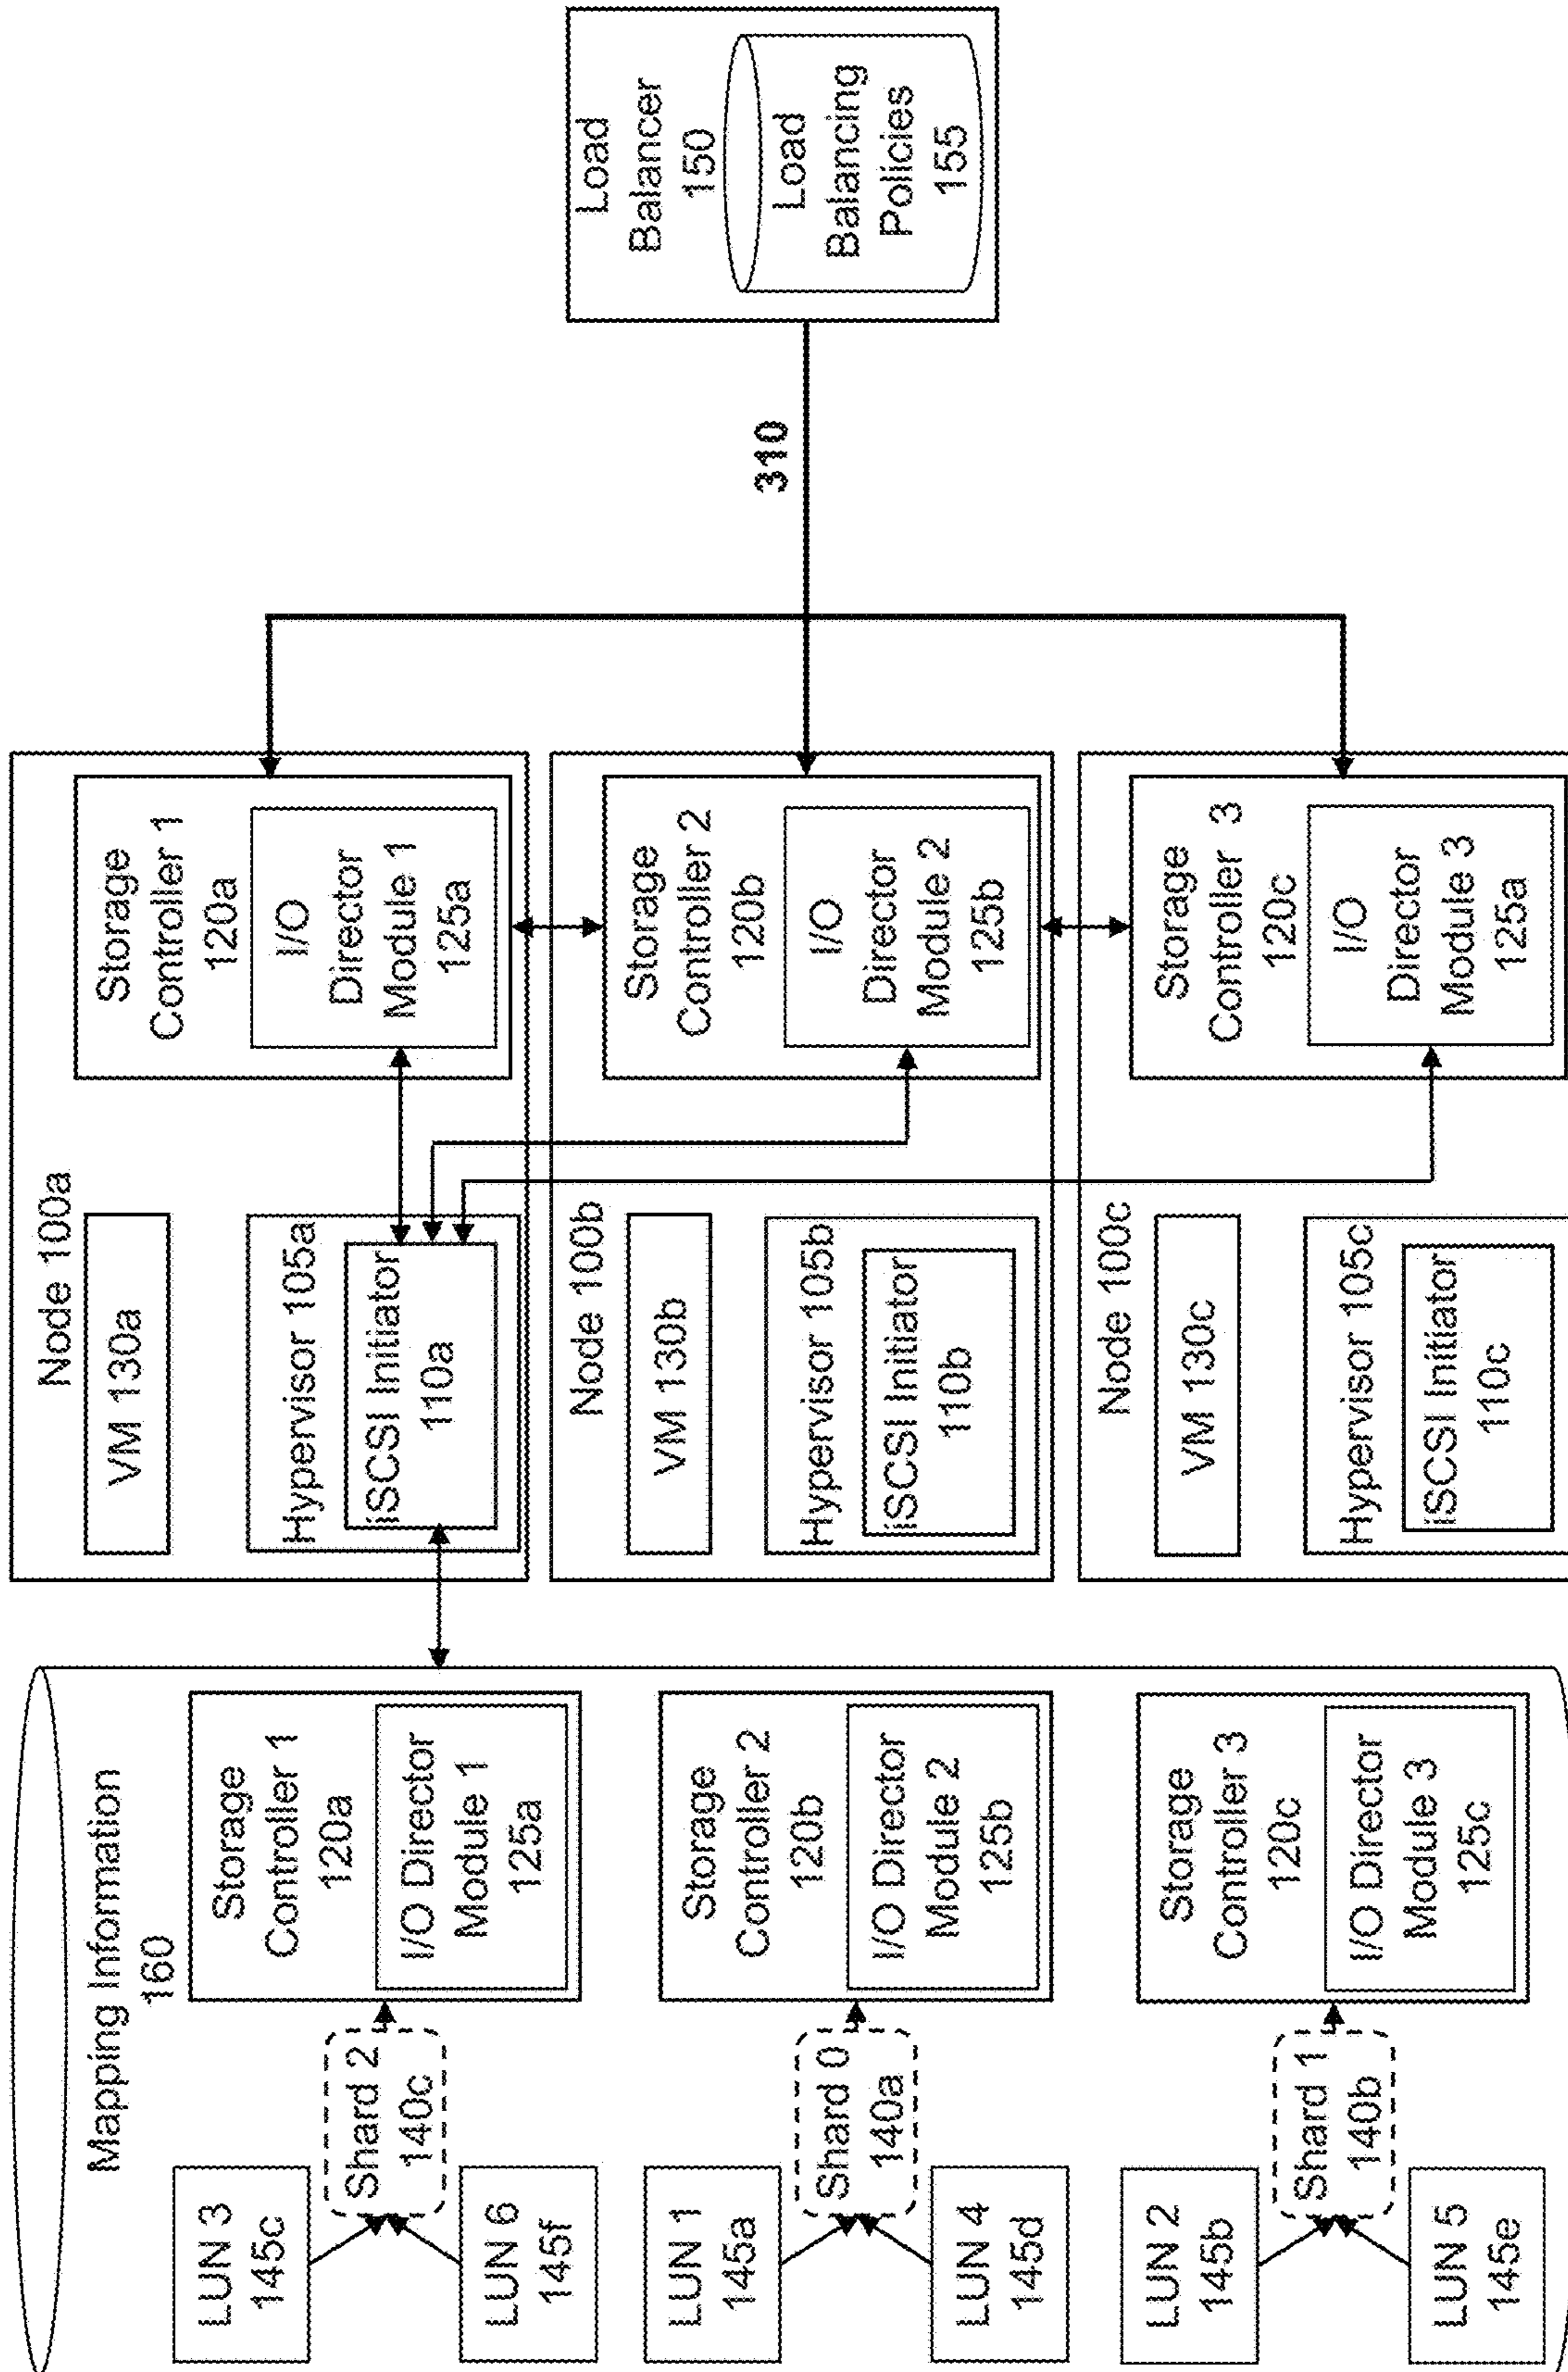 Mapping Information
160
LUN 3
145c
LUN 6
145f
Shard 2
140c
Storage
Controller 1
120a
I/O Director
Module 1
125a
LUN 1
145a
LUN 4
145d
Shard 0
140a
Storage
Controller 2
120b
I/O Director
Module 2
125b
LUN 2
145b
LUN 5
145e
Shard 1
140b
Storage
Controller 3
120c
I/O Director
Module 3
125c
Node 100a
VM 130a
Hypervisor 105a
iSCSI Initiator
110a
Storage
Controller 1
120a
I/O
Director
Module 1
125a
Node 100b
VM 130b
Hypervisor 105b
iSCSI Initiator
110b
Storage
Controller 2
120b
I/O
Director
Module 2
125b
Node 100c
VM 130c
Hypervisor 105c
iSCSI Initiator
110c
Storage
Controller 3
120c
I/O
Director
Module 3
125a
310
Load
Balancer
150
Load
Balancing
Policies
155